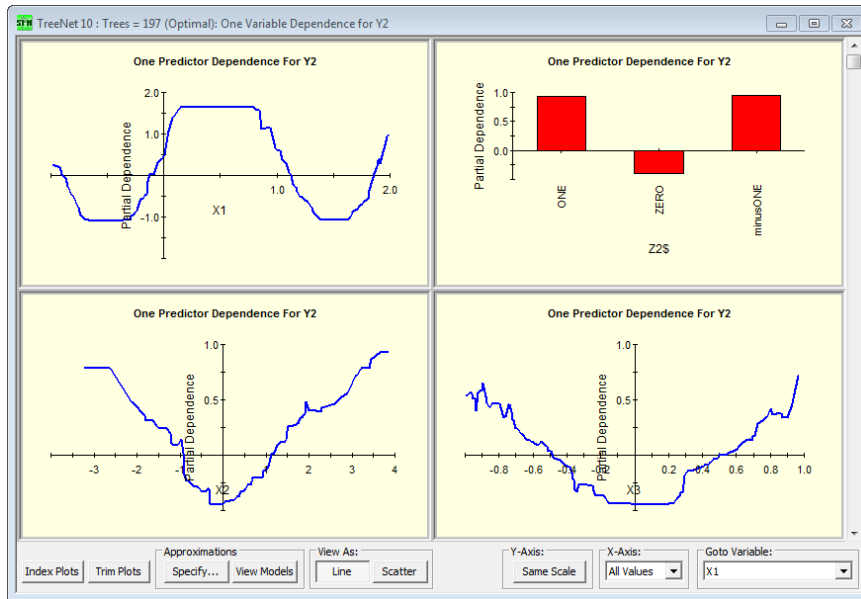 SPM TreeNet 10 : Trees = 197 (Optimal): One Variable Dependence for Y2
One Predictor Dependence For Y2
2.0
1.0
-1.0
1.0
2.0
Partial Dependence
X1
One Predictor Dependence For Y2
1.0
0.5
0.0
Partial Dependence
ONE
ZERO
minusONE
Z2$
One Predictor Dependence For Y2
1.0
0.5
-3
-2
-1
1
2
3
4
Partial Dependence
X2
One Predictor Dependence For Y2
1.0
0.5
-0.8
-0.6
-0.4
0.2
0.4
0.6
0.8
1.0
Partial Dependence
X3
Index Plots
Trim Plots
Approximations
Specify...
View Models
View As:
Line
Scatter
Y-Axis:
Same Scale
X-Axis:
All Values
Goto Variable:
X1